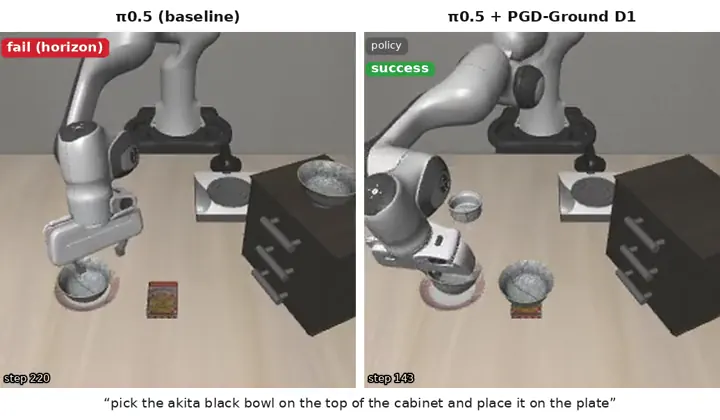 π0.5 (baseline)
π0.5 + PGD-Ground D1
fail (horizon)
policy
success
step 220
step 143
“pick the akita black bowl on the top of the cabinet and place it on the plate”